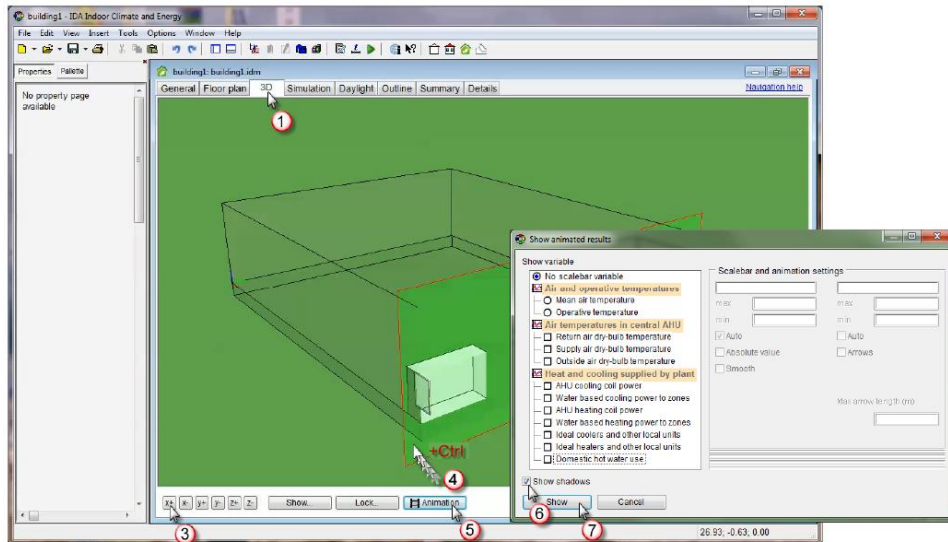 building1 - IDA Indoor Climate and Energy
File Edit View Insert Tools Options Window Help
Properties Palette
No property page
available
building1: building1.idm
General Floor plan 3D Simulation Daylight Outline Summary Details
Navigation help
1
+Ctrl
4
x+ x- y+ y- z+ z- Show... Lock... Animation
3
5
26.93; -0.63; 0.00
Show animated results
Show variable
No scalebar variable
Air and operative temperatures
Mean air temperature
Operative temperature
Air temperatures in central AHU
Return air dry-bulb temperature
Supply air dry-bulb temperature
Outside air dry-bulb temperature
Heat and cooling supplied by plant
AHU cooling coil power
Water based cooling power to zones
AHU heating coil power
Water based heating power to zones
Ideal coolers and other local units
Ideal heaters and other local units
Domestic hot water use
Scalebar and animation settings
max max
min min
Auto Auto
Absolute value Arrows
Smooth
Max arrow length (m)
Show shadows
Show Cancel
6
7